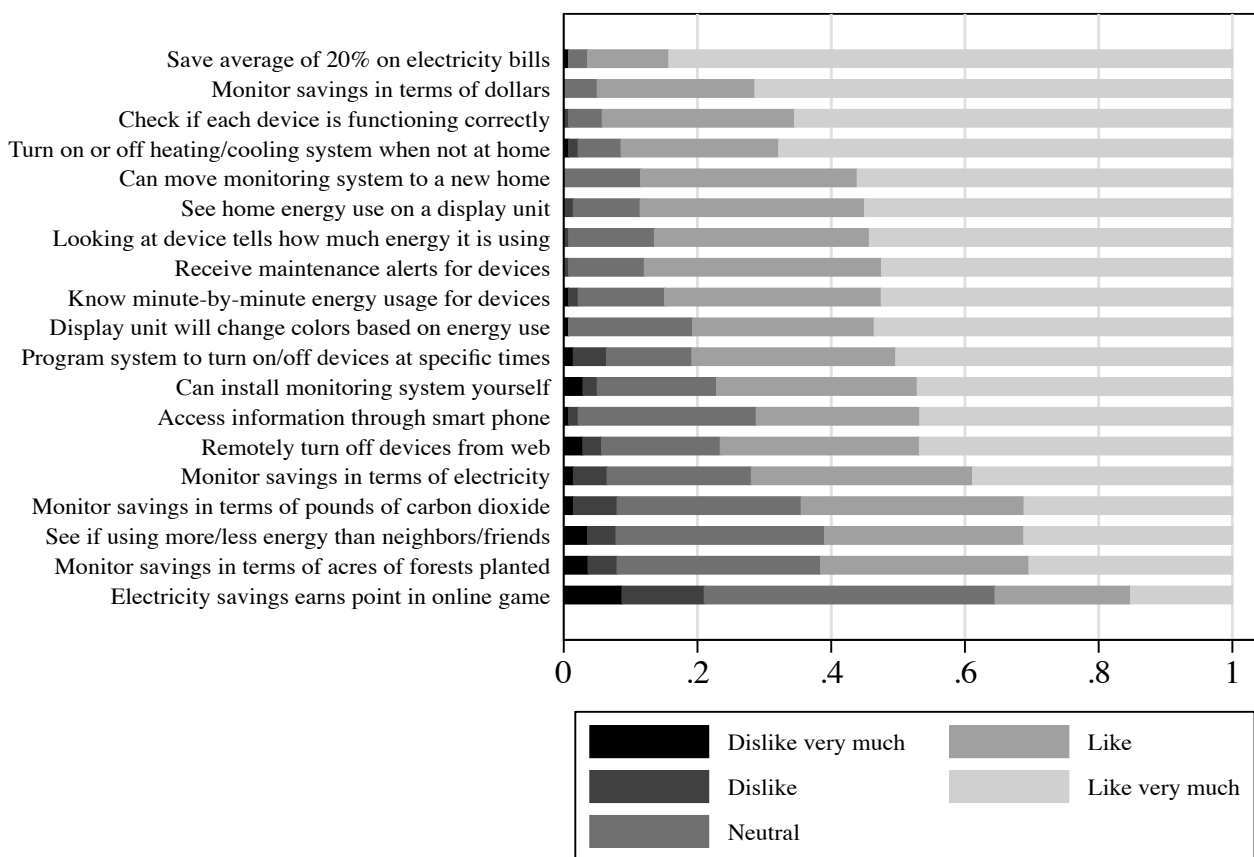 Save average of 20% on electricity bills
Monitor savings in terms of dollars
Check if each device is functioning correctly
Turn on or off heating/cooling system when not at home
Can move monitoring system to a new home
See home energy use on a display unit
Looking at device tells how much energy it is using
Receive maintenance alerts for devices
Know minute-by-minute energy usage for devices
Display unit will change colors based on energy use
Program system to turn on/off devices at specific times
Can install monitoring system yourself
Access information through smart phone
Remotely turn off devices from web
Monitor savings in terms of electricity
Monitor savings in terms of pounds of carbon dioxide
See if using more/less energy than neighbors/friends
Monitor savings in terms of acres of forests planted
Electricity savings earns point in online game
0 .2 .4 .6 .8 1
Dislike very much Like
Dislike Like very much
Neutral